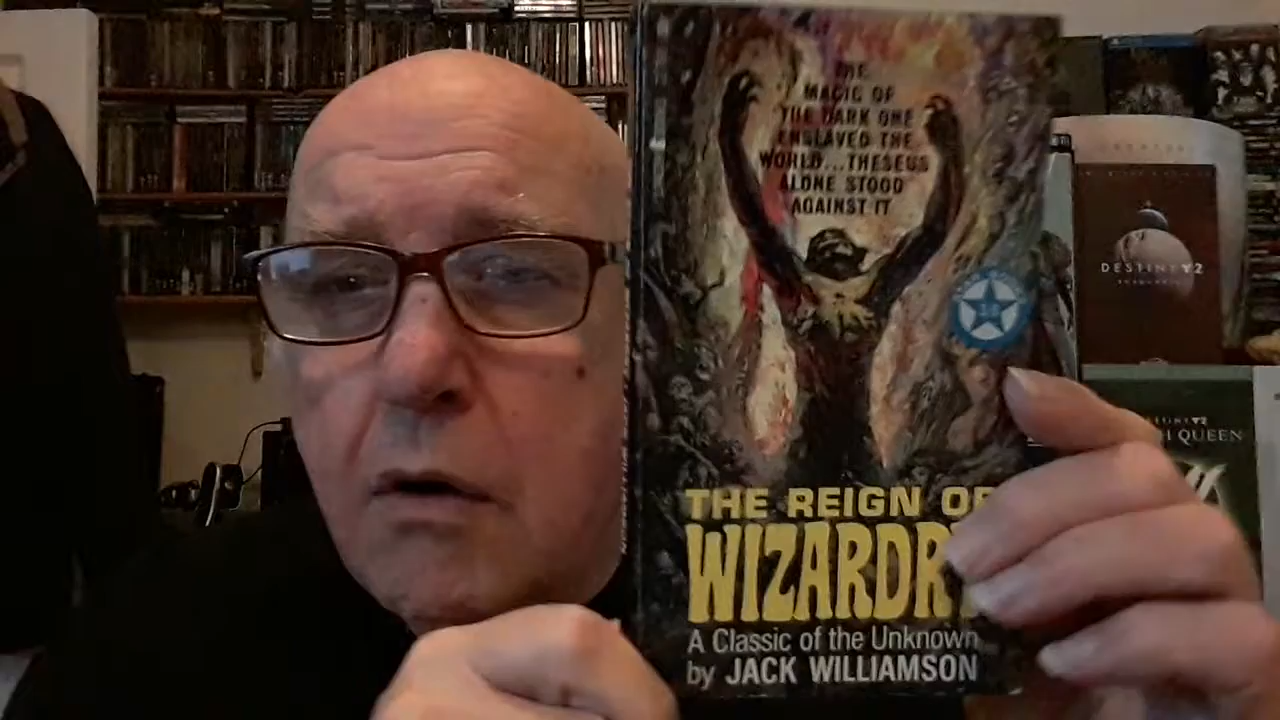 THE
MAGIC OF
THE DARK ONE
ENSLAVED THE
WORLD...THESEUS
ALONE STOOD
AGAINST IT
THE REIGN OF
WIZARDRY
A Classic of the Unknown
by JACK WILLIAMSON
DESTINY 2
QUEEN